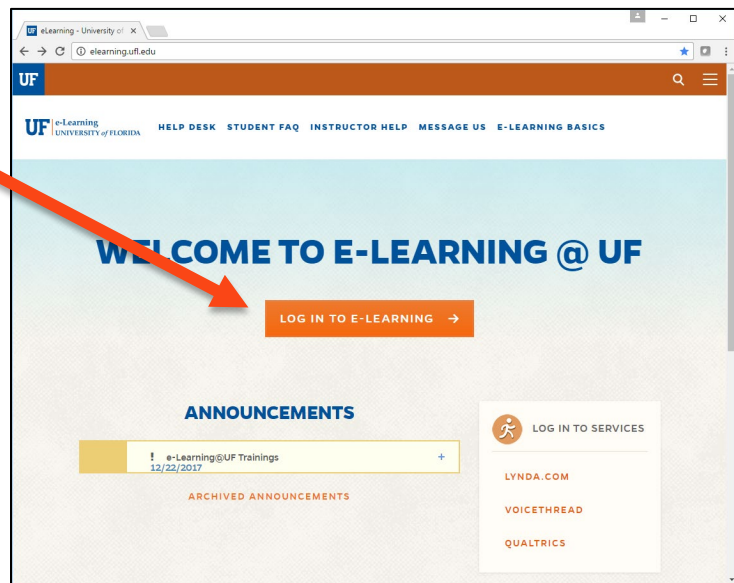 UF eLearning - University of
elearning.ufl.edu
UF
UF e-Learning
UNIVERSITY of FLORIDA
HELP DESK STUDENT FAQ INSTRUCTOR HELP MESSAGE US E-LEARNING BASICS
WELCOME TO E-LEARNING @ UF
LOG IN TO E-LEARNING →
ANNOUNCEMENTS
! e-Learning@UF Trainings +
12/22/2017
ARCHIVED ANNOUNCEMENTS
LOG IN TO SERVICES
LYNDA.COM
VOICETHREAD
QUALTRICS